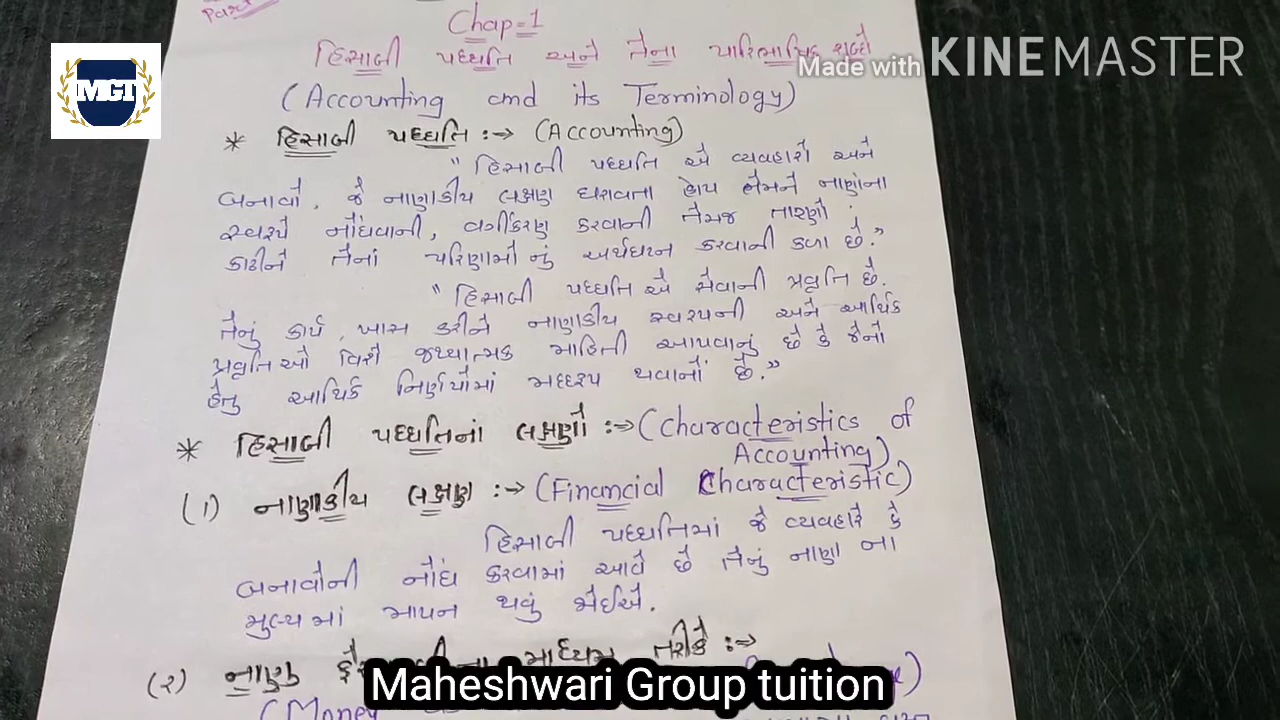 Part
Chap-1
હિસાબી પધ્ધતિ અને તેના પારિભાષિક શબ્દો
Made with KINEMASTER
MGT
(Accounting and its Terminology)
* હિસાબી પધ્ધતિ :→ (Accounting)
"હિસાબી પધ્ધતિ એ વ્યવહારો અને
બનાવો, જે નાણાકીય લક્ષણ ધરાવતા હોય તેમને નાણાંના
સ્વરૂપે નોંધવાની, વર્ગીકરણ કરવાની તેમજ તારણો
કાઢીને તેનાં પરિણામો નું અર્થઘટન કરવાની કળા છે."
"હિસાબી પધ્ધતિ એ સેવાની પ્રવૃતિ છે.
તેનું કાર્ય, ખાસ કરીને નાણાકીય સ્વરૂપની અને આર્થિક
પ્રવૃતિ ઓ વિશે જથ્થાત્મક માહિતી આપવાનું છે કે જેનો
હેતુ આર્થિક નિર્ણયોમાં મદદરૂપ થવાનો છે."
* હિસાબી પધ્ધતિનાં લક્ષણો :→ (Characteristics of
Accounting)
(1) નાણાકીય લક્ષણ :→ (Financial Characteristic)
હિસાબી પધ્ધતિમાં જે વ્યવહારો કે
બનાવોની નોંધ કરવામાં આવે છે તેનું નાણા ના
મુલ્ય માં માપન થવું જોઈએ.
(૨) નાણુ માધ્યમ તરીકે :→
(Money
Maheshwari Group tuition